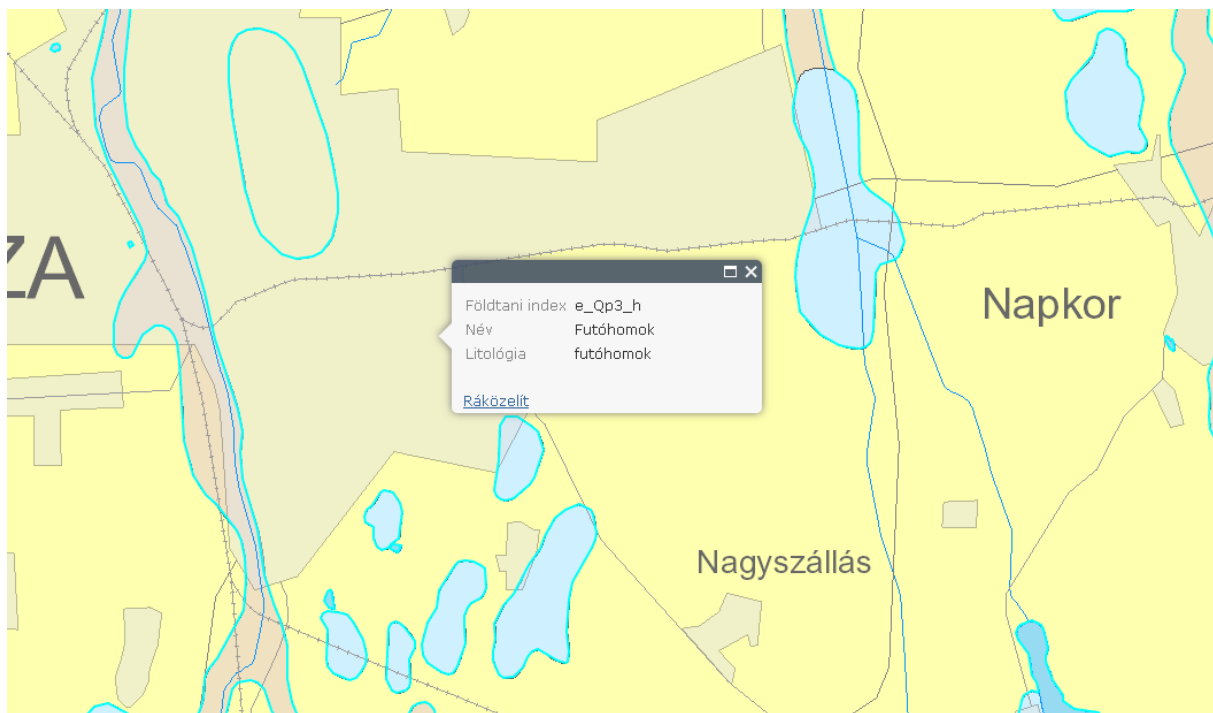 ZA
Földtani index e_Qp3_h
Név Futóhomok
Litológia futóhomok
Ráközelít
Napkor
Nagyszállás